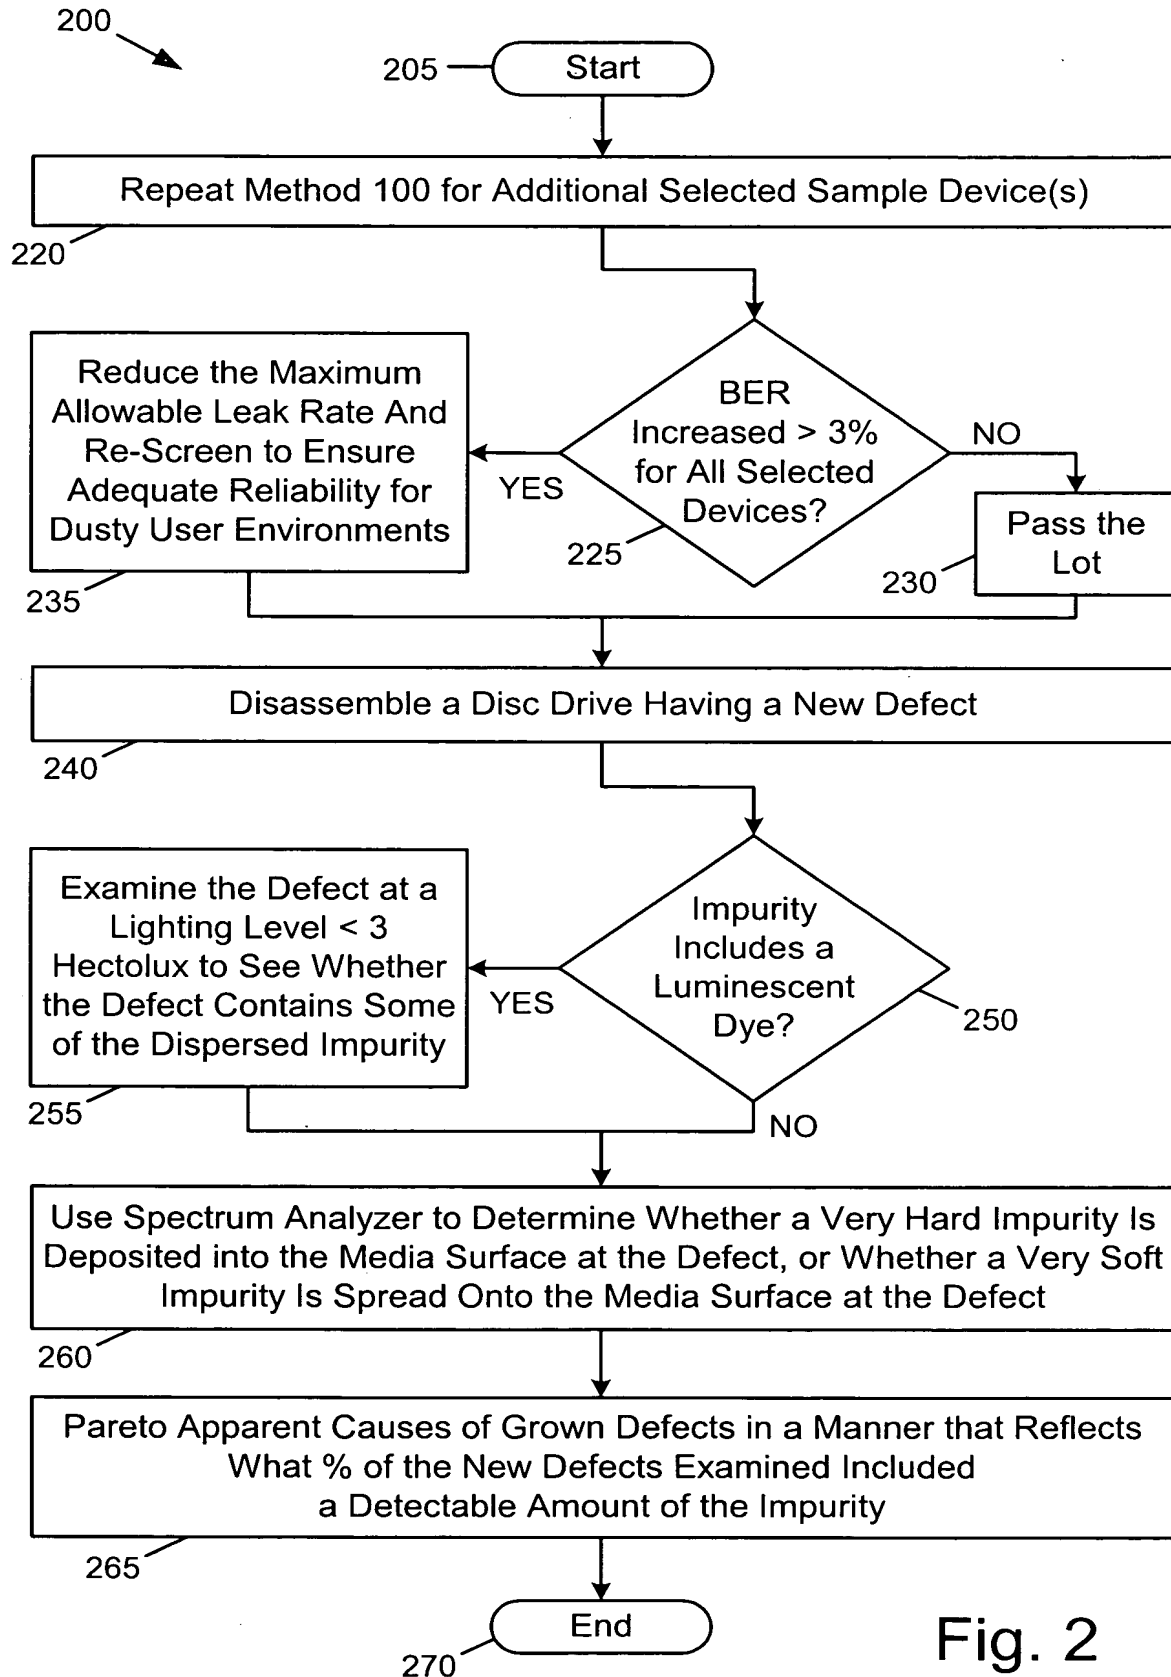 200
205
Start
Repeat Method 100 for Additional Selected Sample Device(s)
220
Reduce the Maximum
Allowable Leak Rate And
Re-Screen to Ensure
Adequate Reliability for
Dusty User Environments
235
YES
BER
Increased > 3%
for All Selected
Devices?
225
NO
Pass the
Lot
230
Disassemble a Disc Drive Having a New Defect
240
Examine the Defect at a
Lighting Level < 3
Hectolux to See Whether
the Defect Contains Some
of the Dispersed Impurity
255
YES
Impurity
Includes a
Luminescent
Dye?
250
NO
Use Spectrum Analyzer to Determine Whether a Very Hard Impurity Is
Deposited into the Media Surface at the Defect, or Whether a Very Soft
Impurity Is Spread Onto the Media Surface at the Defect
260
Pareto Apparent Causes of Grown Defects in a Manner that Reflects
What % of the New Defects Examined Included
a Detectable Amount of the Impurity
265
End
270
Fig. 2